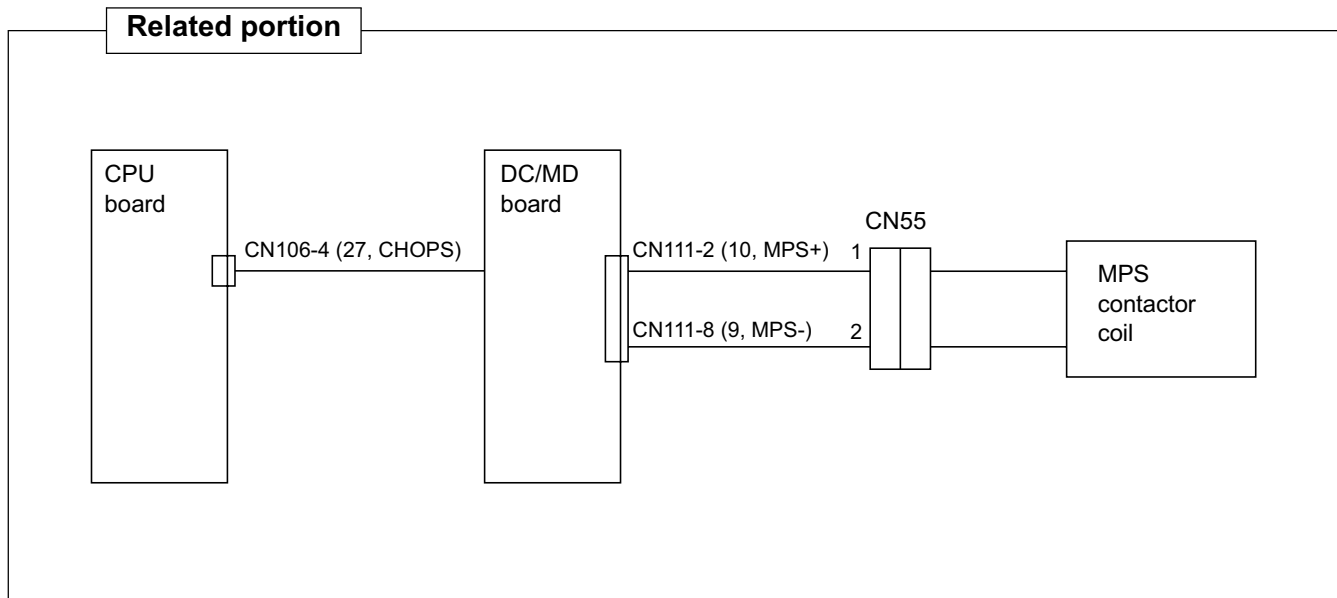 Related portion
CPU
board
CN106-4 (27, CHOPS)
DC/MD
board
CN111-2 (10, MPS+)
CN111-8 (9, MPS-)
1
2
CN55
MPS
contactor
coil